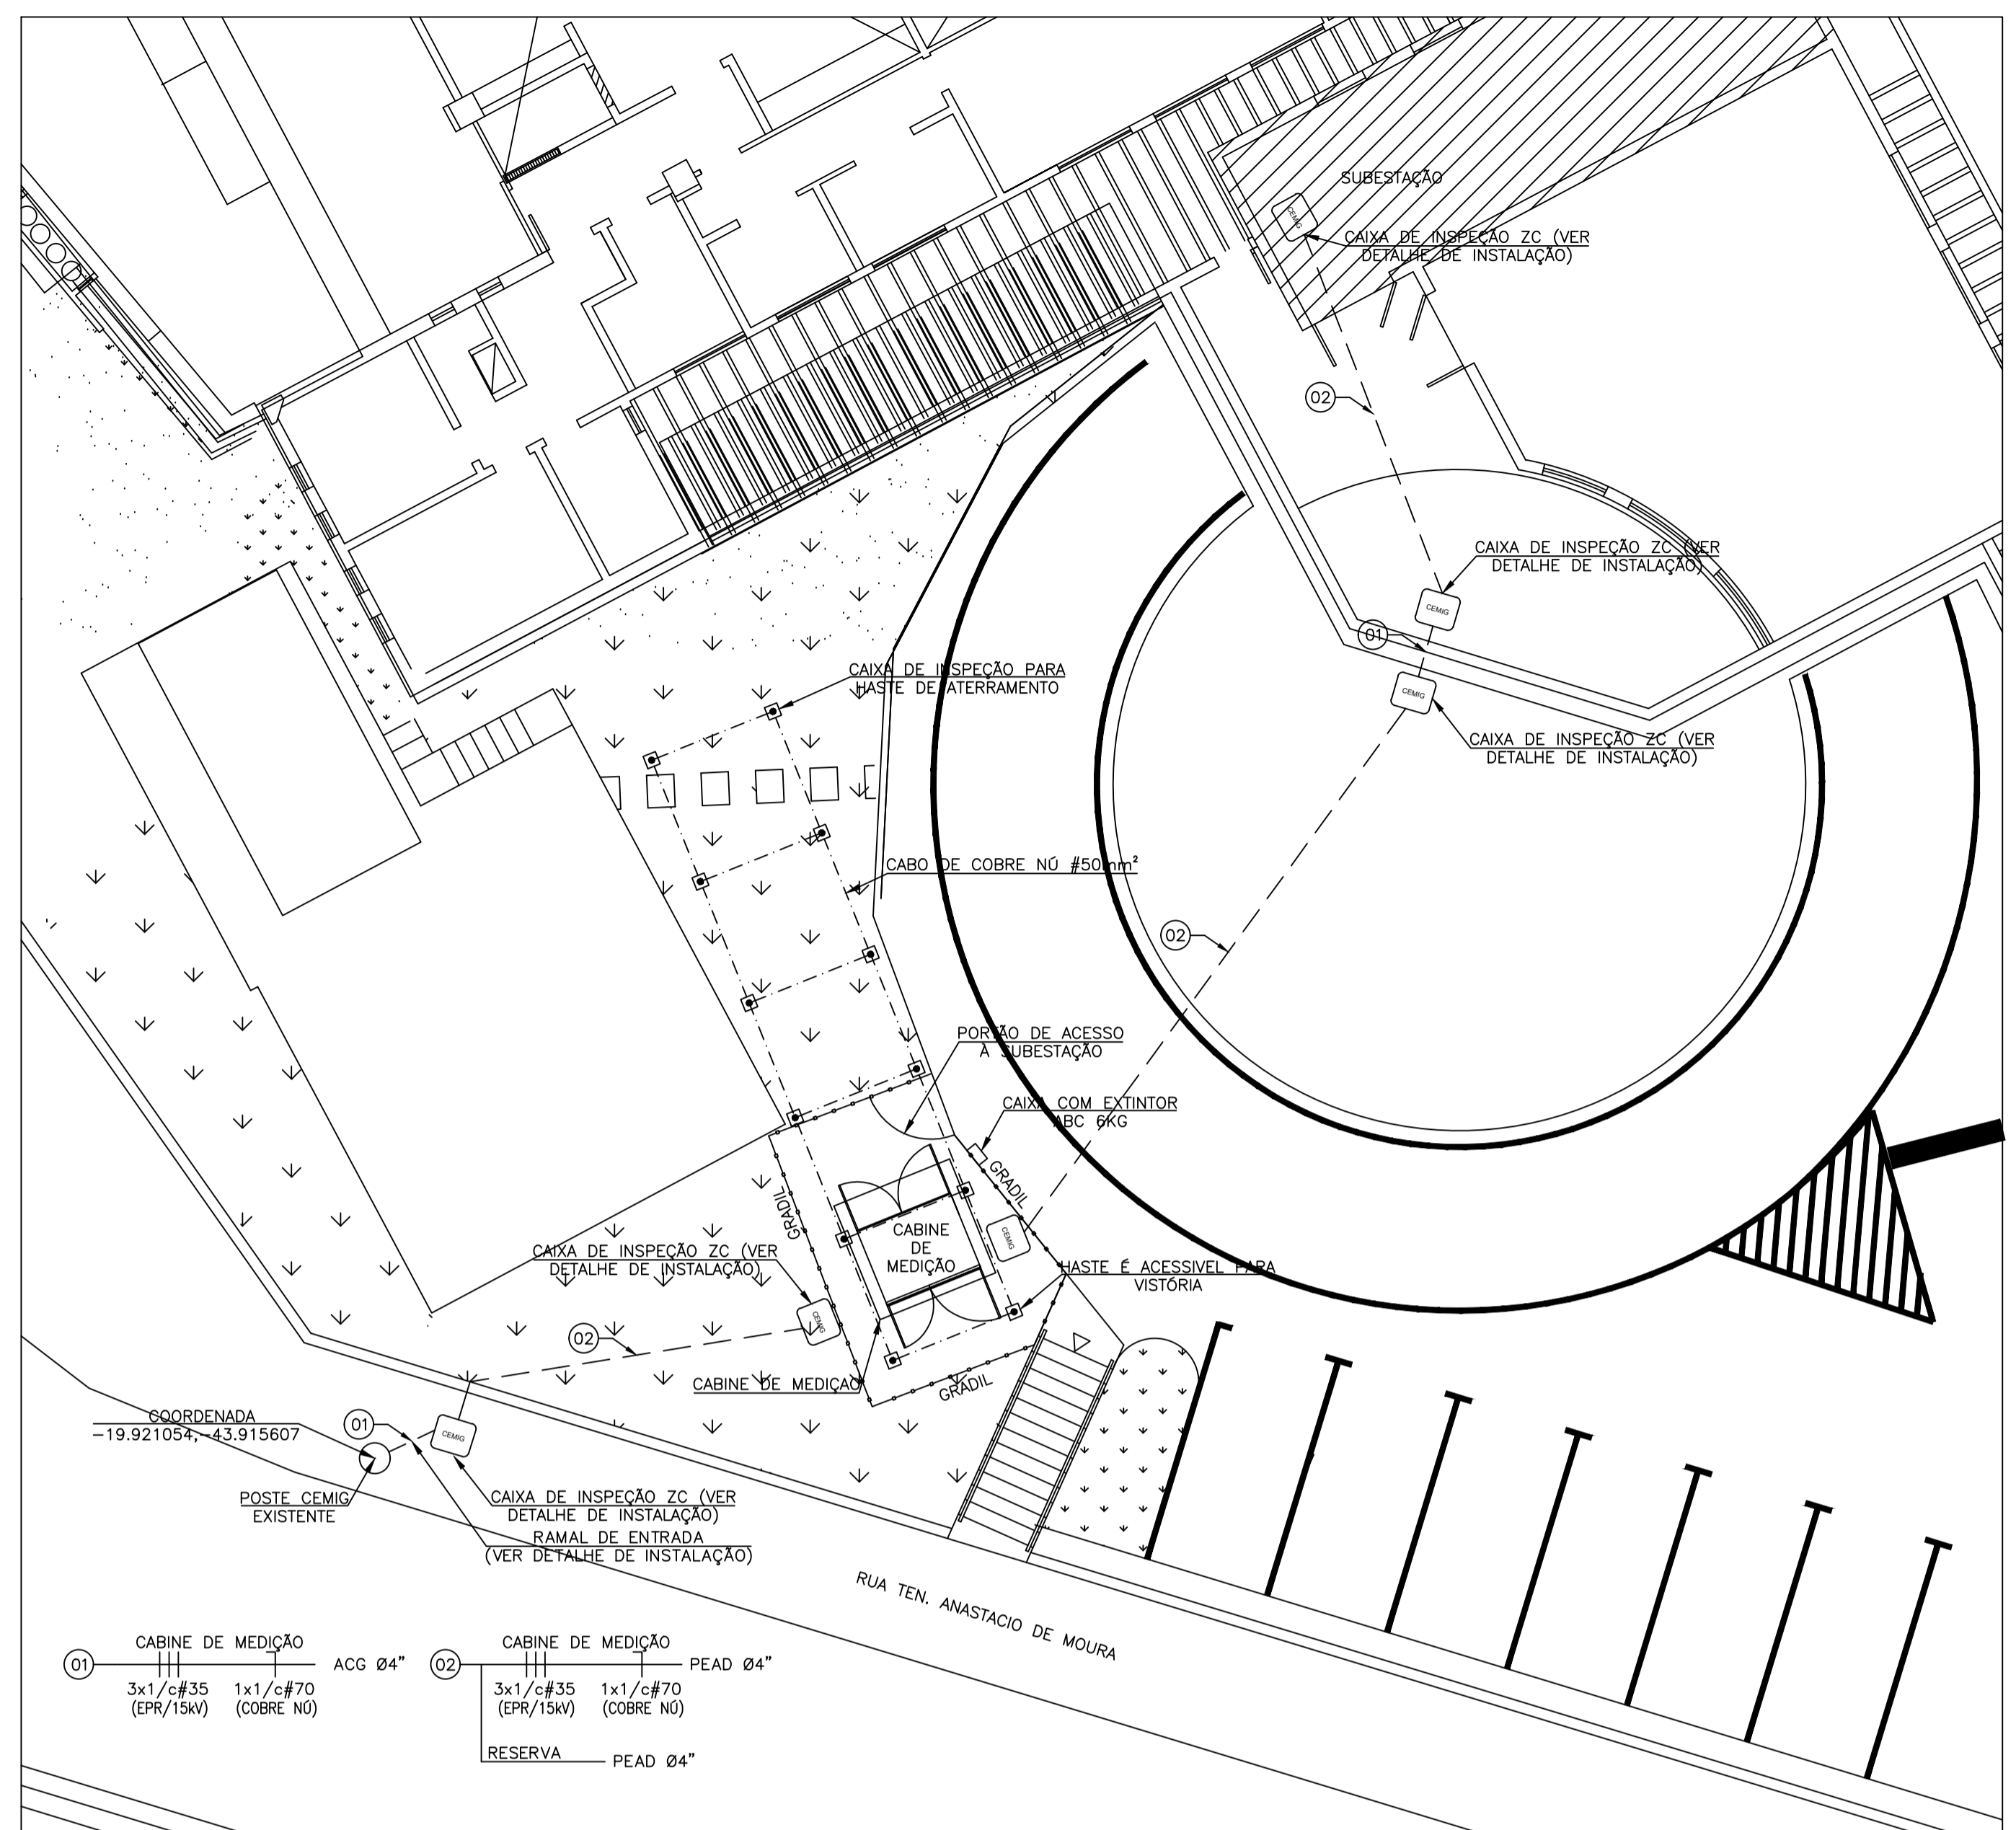 SUBESTAÇÃO
CEMIG
CAIXA DE INSPEÇÃO ZC (VER
DETALHE DE INSTALAÇÃO)
02
CAIXA DE INSPEÇÃO ZC (VER
DETALHE DE INSTALAÇÃO)
CEMIG
01
CEMIG
CAIXA DE INSPEÇÃO ZC (VER
DETALHE DE INSTALAÇÃO)
CAIXA DE INSPEÇÃO PARA
HASTE DE ATERRAMENTO
CABO DE COBRE NÚ #50mm²
02
PORTÃO DE ACESSO
À SUBESTAÇÃO
CAIXA COM EXTINTOR
ABC 6KG
GRADIL
GRADIL
CABINE
DE
MEDIÇÃO
CEMIG
CAIXA DE INSPEÇÃO ZC (VER
DETALHE DE INSTALAÇÃO)
HASTE É ACESSIVEL PARA
VISTÓRIA
CEMIG
02
CABINE DE MEDIÇÃO
GRADIL
COORDENADA
-19.921054,-43.915607
01
CEMIG
POSTE CEMIG
EXISTENTE
CAIXA DE INSPEÇÃO ZC (VER
DETALHE DE INSTALAÇÃO)
RAMAL DE ENTRADA
(VER DETALHE DE INSTALAÇÃO)
RUA TEN. ANASTACIO DE MOURA
CABINE DE MEDIÇÃO
01
ACG Ø4"
3x1/c#35 1x1/c#70
(EPR/15kV) (COBRE NÚ)
CABINE DE MEDIÇÃO
02
PEAD Ø4"
3x1/c#35 1x1/c#70
(EPR/15kV) (COBRE NÚ)
RESERVA
PEAD Ø4"